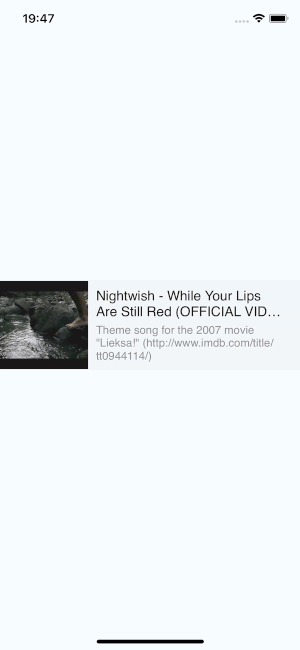 19:47
Nightwish - While Your Lips
Are Still Red (OFFICIAL VID…
Theme song for the 2007 movie
"Lieksa!" (http://www.imdb.com/title/
tt0944114/)